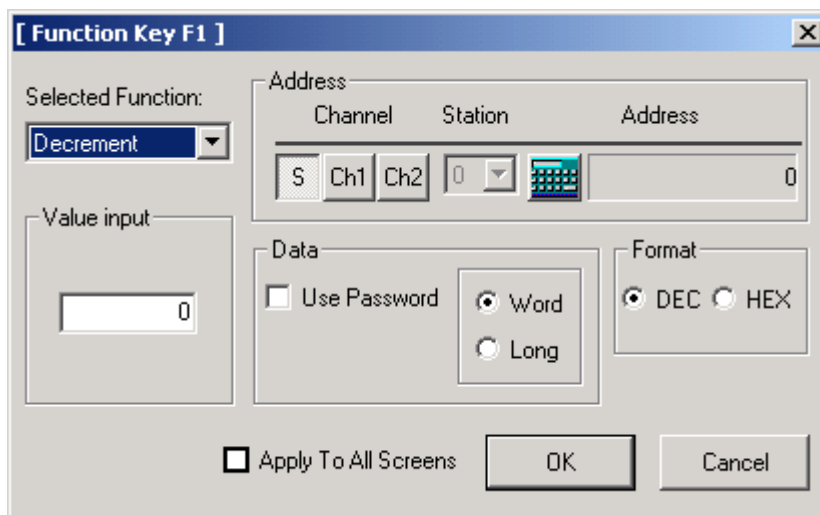 [ Function Key F1 ]
Selected Function:
Decrement
Address
Channel Station Address
S Ch1 Ch2 0 0
Value input
0
Data
Use Password
Word
Long
Format
DEC HEX
Apply To All Screens
OK
Cancel